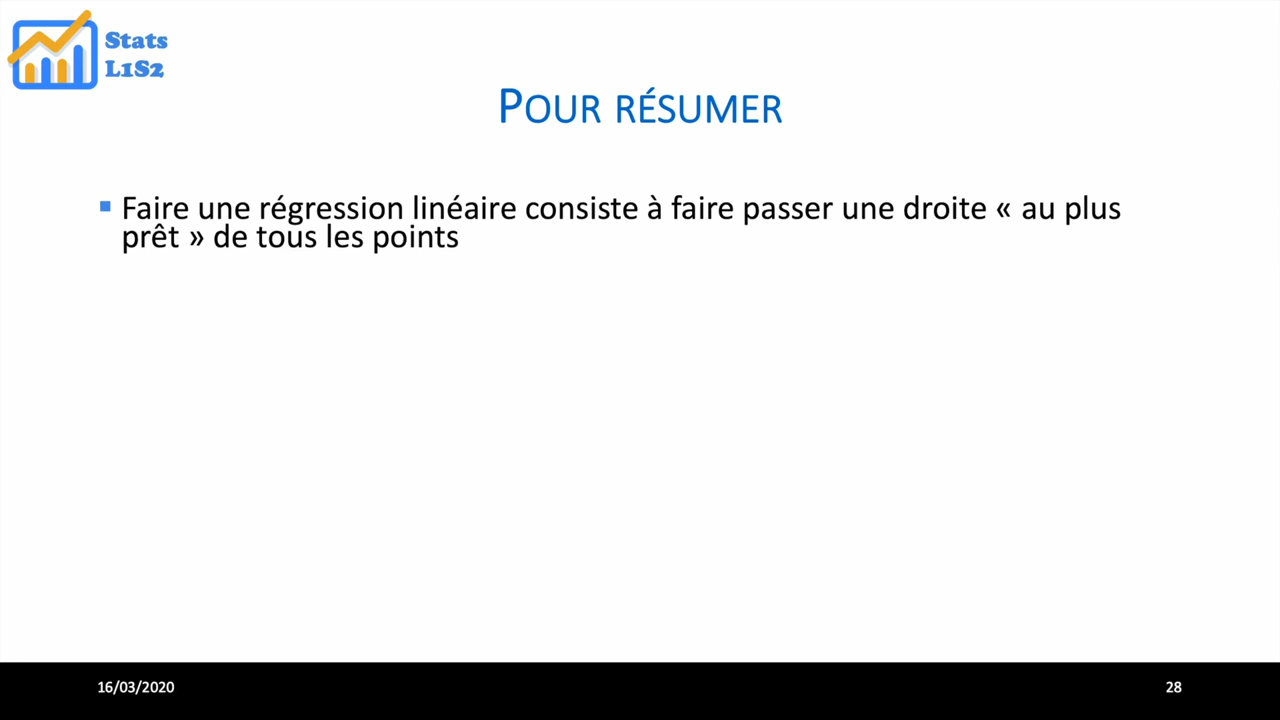 Stats
L1S2
POUR RÉSUMER
Faire une régression linéaire consiste à faire passer une droite « au plus
prêt » de tous les points
16/03/2020
28